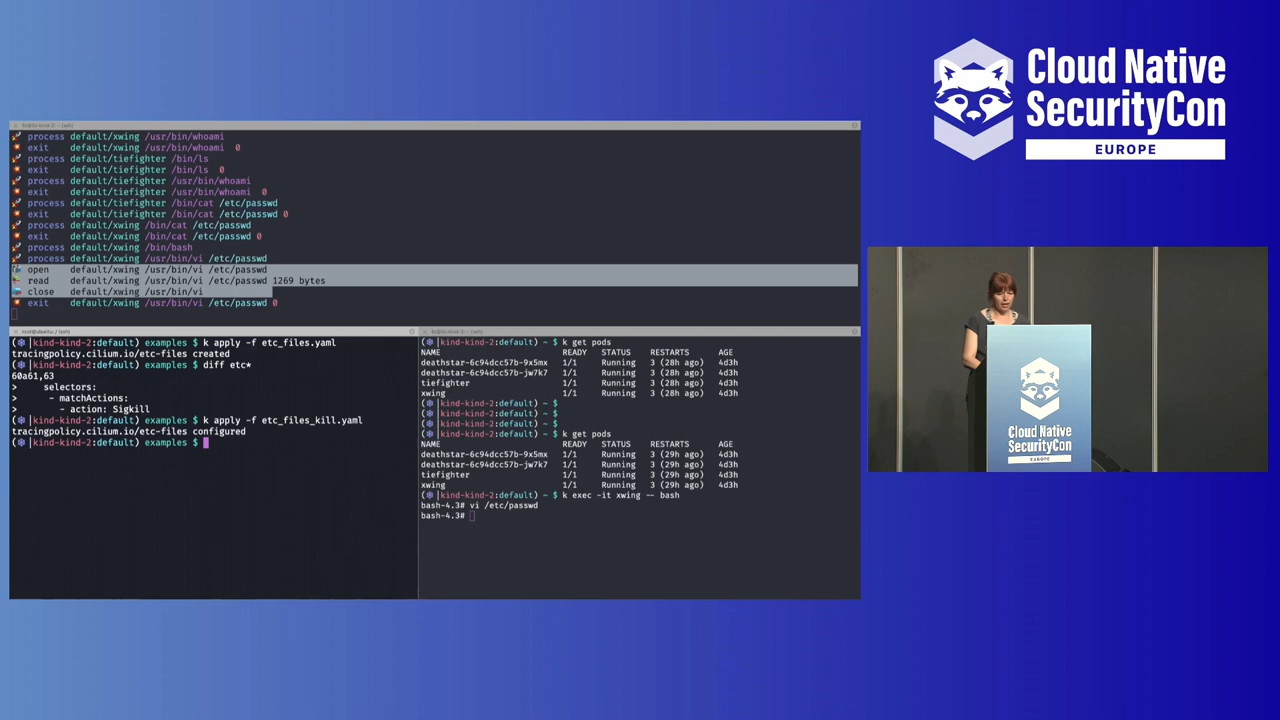 Cloud Native
SecurityCon
EUROPE
process default/xwing /usr/bin/whoami
exit default/xwing /usr/bin/whoami 0
process default/tiefighter /bin/ls
exit default/tiefighter /bin/ls 0
process default/tiefighter /usr/bin/whoami
exit default/tiefighter /usr/bin/whoami 0
process default/tiefighter /bin/cat /etc/passwd
exit default/tiefighter /bin/cat /etc/passwd 0
process default/xwing /bin/cat /etc/passwd
exit default/xwing /bin/cat /etc/passwd 0
process default/xwing /bin/bash
process default/xwing /usr/bin/vi /etc/passwd
open default/xwing /usr/bin/vi /etc/passwd
read default/xwing /usr/bin/vi /etc/passwd 1269 bytes
close default/xwing /usr/bin/vi
exit default/xwing /usr/bin/vi /etc/passwd 0
(⎈|kind-kind-2:default) examples $ k apply -f etc_files.yaml
tracingpolicy.cilium.io/etc-files created
(⎈|kind-kind-2:default) examples $ diff etc*
60a61,63
> selectors:
> - matchActions:
> - action: Sigkill
(⎈|kind-kind-2:default) examples $ k apply -f etc_files_kill.yaml
tracingpolicy.cilium.io/etc-files configured
(⎈|kind-kind-2:default) examples $
(⎈|kind-kind-2:default) ~ $ k get pods
NAME READY STATUS RESTARTS AGE
deathstar-6c94dcc57b-9x5mx 1/1 Running 3 (28h ago) 4d3h
deathstar-6c94dcc57b-jw7k7 1/1 Running 3 (28h ago) 4d3h
tiefighter 1/1 Running 3 (28h ago) 4d3h
xwing 1/1 Running 3 (28h ago) 4d3h
(⎈|kind-kind-2:default) ~ $
(⎈|kind-kind-2:default) ~ $
(⎈|kind-kind-2:default) ~ $
(⎈|kind-kind-2:default) ~ $ k get pods
NAME READY STATUS RESTARTS AGE
deathstar-6c94dcc57b-9x5mx 1/1 Running 3 (29h ago) 4d3h
deathstar-6c94dcc57b-jw7k7 1/1 Running 3 (29h ago) 4d3h
tiefighter 1/1 Running 3 (29h ago) 4d3h
xwing 1/1 Running 3 (29h ago) 4d3h
(⎈|kind-kind-2:default) ~ $ k exec -it xwing -- bash
bash-4.3# vi /etc/passwd
bash-4.3#
Cloud Native
SecurityCon
EUROPE